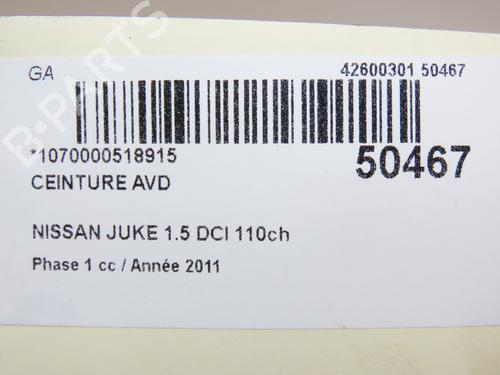 GA
42600301 50467
*1070000518915
50467
CEINTURE AVD
NISSAN JUKE 1.5 DCI 110ch
Phase 1 cc / Année 2011
B-PARTS